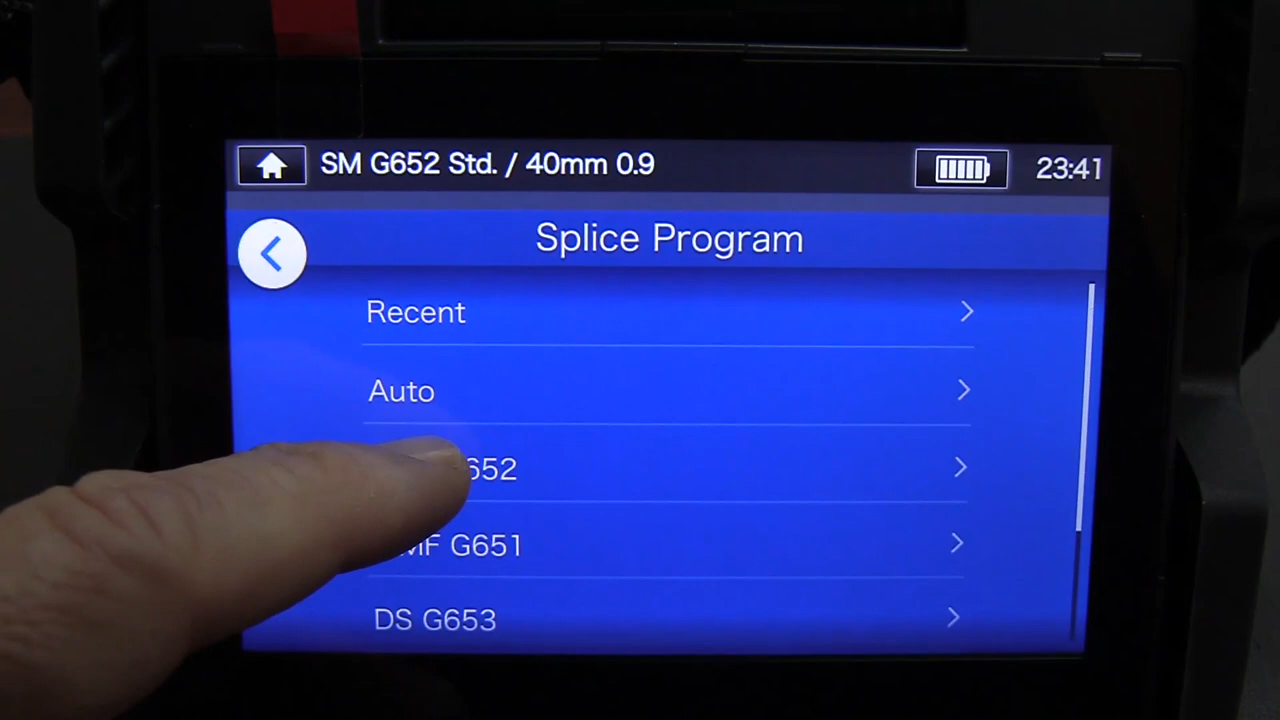 SM G652 Std. / 40mm 0.9
23:41
Splice Program
Recent
Auto
652
MF G651
DS G653